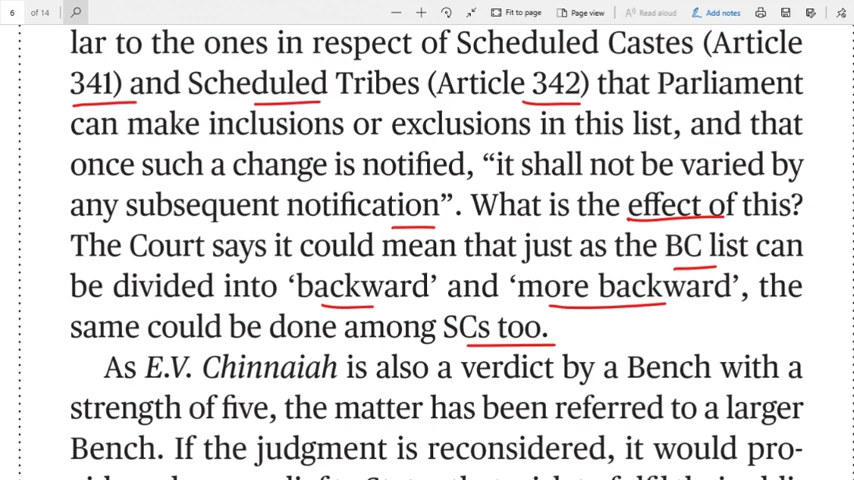 6 of 14 Fit to page Page view Read aloud Add notes
lar to the ones in respect of Scheduled Castes (Article
341) and Scheduled Tribes (Article 342) that Parliament
can make inclusions or exclusions in this list, and that
once such a change is notified, “it shall not be varied by
any subsequent notification”. What is the effect of this?
The Court says it could mean that just as the BC list can
be divided into ‘backward’ and ‘more backward’, the
same could be done among SCs too.
As E.V. Chinnaiah is also a verdict by a Bench with a
strength of five, the matter has been referred to a larger
Bench. If the judgment is reconsidered, it would pro-